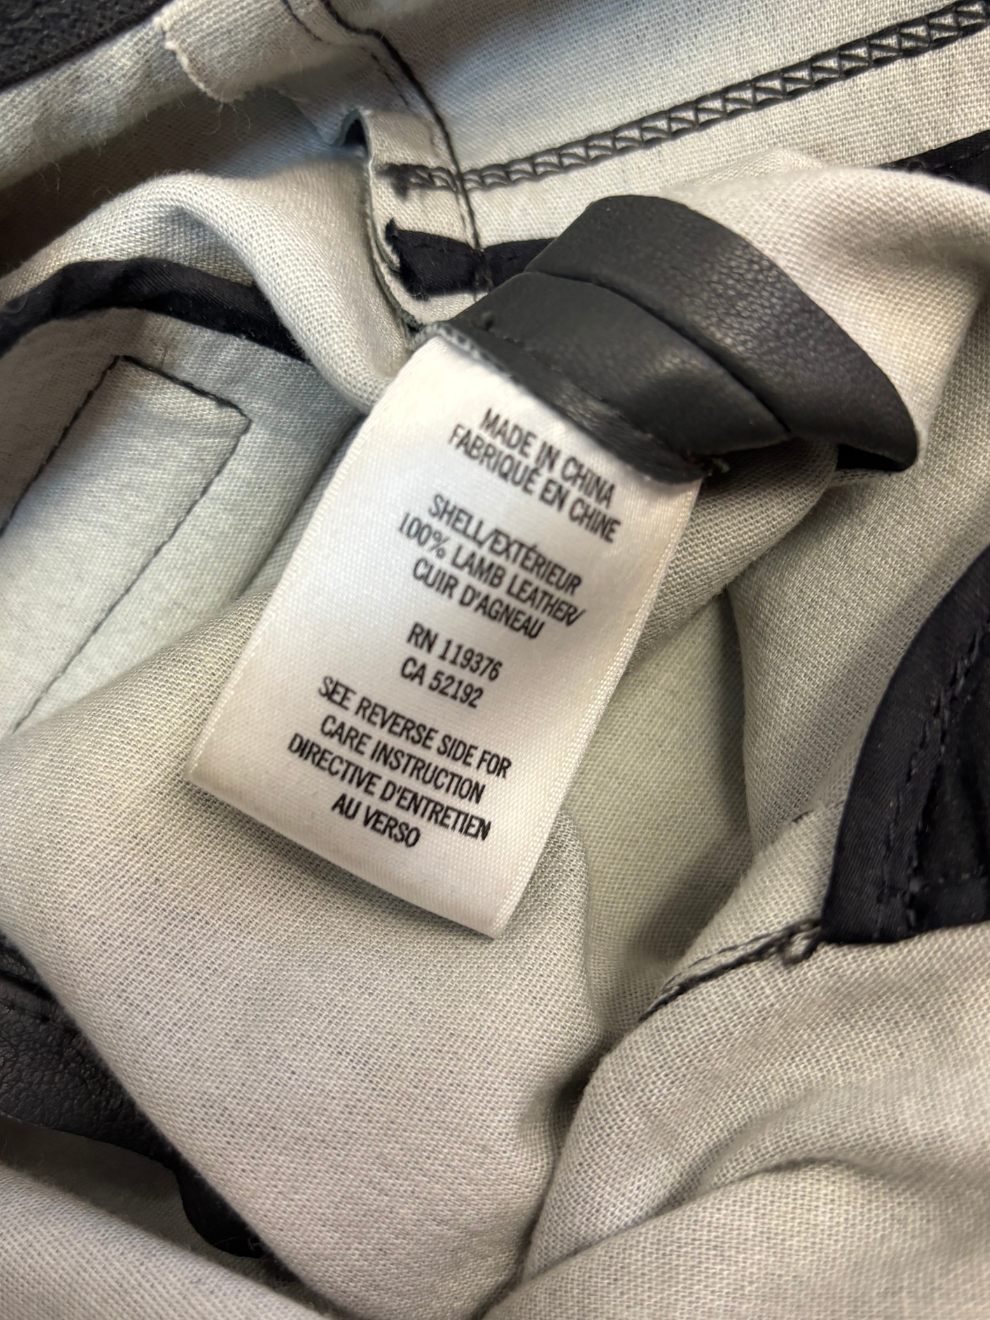 MADE IN CHINA
FABRIQUÉ EN CHINE
SHELL/EXTÉRIEUR
100% LAMB LEATHER/
CUIR D'AGNEAU
RN 119376
CA 52192
SEE REVERSE SIDE FOR
CARE INSTRUCTION
DIRECTIVE D'ENTRETIEN
AU VERSO